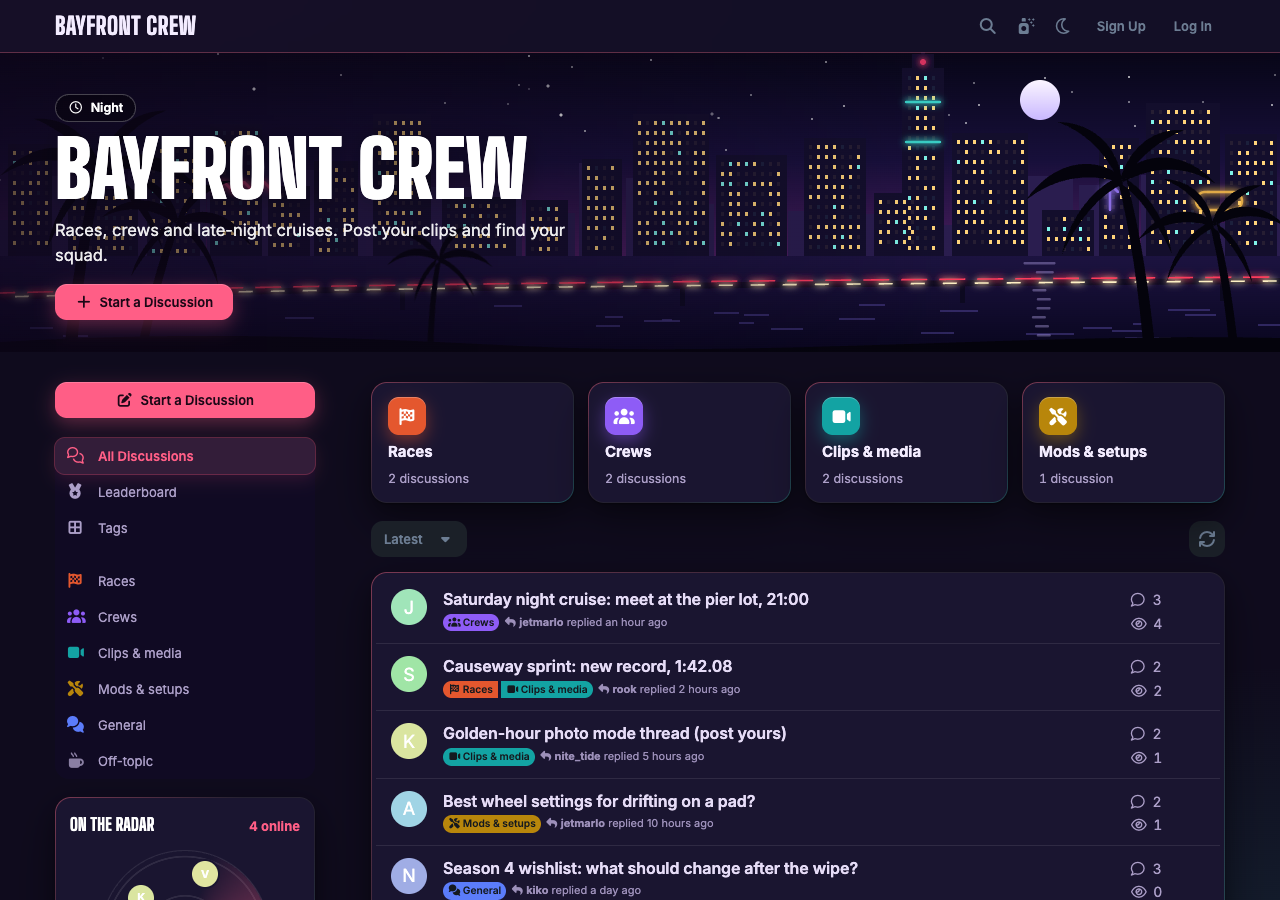 BAYFRONT CREW
Sign Up
Log In
Night
BAYFRONT CREW
Races, crews and late-night cruises. Post your clips and find your
squad.
Start a Discussion
Start a Discussion
All Discussions
Leaderboard
Tags
Races
Crews
Clips & media
Mods & setups
General
Off-topic
ON THE RADAR
4 online
V
K
Races
2 discussions
Crews
2 discussions
Clips & media
2 discussions
Mods & setups
1 discussion
Latest
J
Saturday night cruise: meet at the pier lot, 21:00
3
Crews jetmarlo replied an hour ago
4
S
Causeway sprint: new record, 1:42.08
2
Races Clips & media rook replied 2 hours ago
2
K
Golden-hour photo mode thread (post yours)
2
Clips & media nite_tide replied 5 hours ago
1
A
Best wheel settings for drifting on a pad?
2
Mods & setups jetmarlo replied 10 hours ago
1
N
Season 4 wishlist: what should change after the wipe?
3
General kiko replied a day ago
0